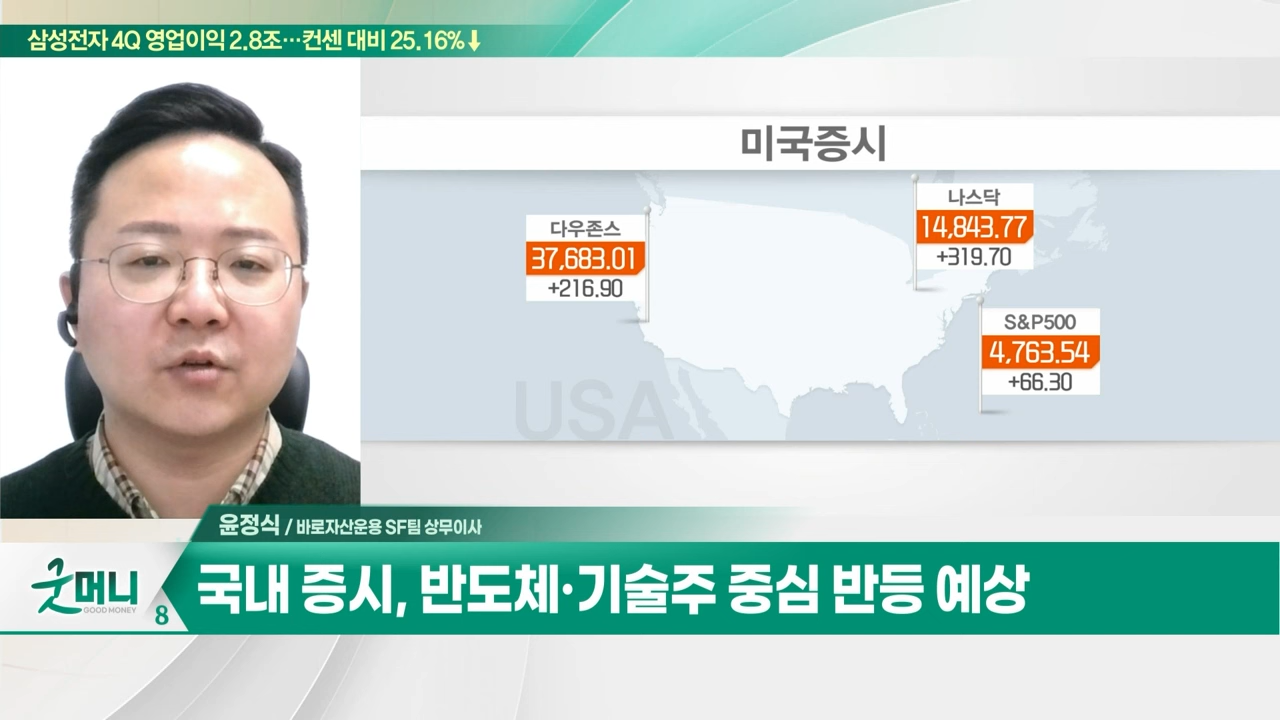 삼성전자 4Q 영업이익 2.8조…컨센 대비 25.16%↓
미국증시
다우존스
37,683.01
+216.90
나스닥
14,843.77
+319.70
S&P500
4,763.54
+66.30
USA
윤정식 / 바로자산운용 SF팀 상무이사
굿머니
GOOD MONEY
8
국내 증시, 반도체·기술주 중심 반등 예상